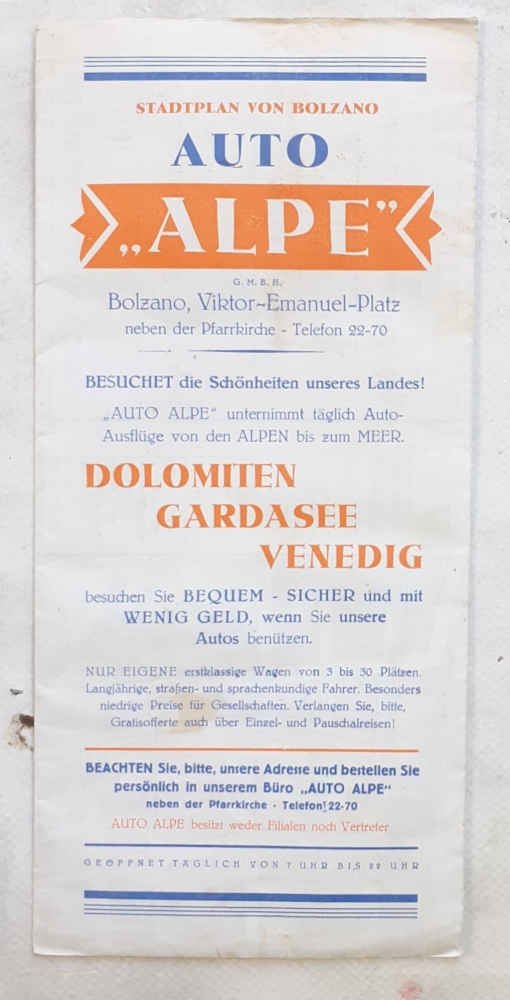 STADTPLAN VON BOLZANO
AUTO
„ALPE”
G. M. B. H.
Bolzano, Viktor-Emanuel-Platz
neben der Pfarrkirche - Telefon 22-70
BESUCHET die Schönheiten unseres Landes!
„AUTO ALPE“ unternimmt täglich Auto-
Ausflüge von den ALPEN bis zum MEER.
DOLOMITEN
GARDASEE
VENEDIG
besuchen Sie BEQUEM - SICHER und mit
WENIG GELD, wenn Sie unsere
Autos benützen.
NUR EIGENE erstklassige Wagen von 3 bis 30 Plätzen.
Langjährige, straßen- und sprachenkundige Fahrer. Besonders
niedrige Preise für Gesellschaften. Verlangen Sie, bitte,
Gratisofferte auch über Einzel- und Pauschalreisen!
BEACHTEN Sie, bitte, unsere Adresse und bestellen Sie
persönlich in unserem Büro „AUTO ALPE“
neben der Pfarrkirche - Telefon 22-70
AUTO ALPE besitzt weder Filialen noch Vertreter
GEÖFFNET TÄGLICH VON 7 UHR BIS 22 UHR